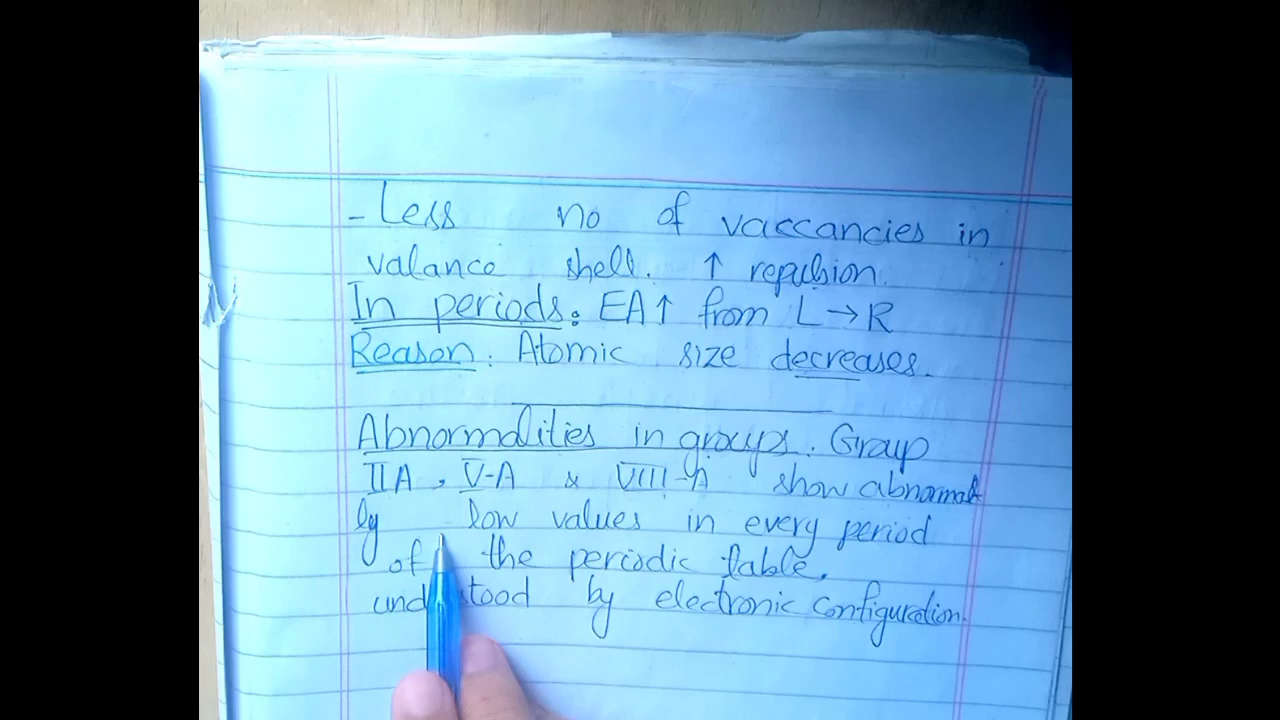 - Less no of vaccancies in
valance shell. ↑ repulsion.
In periods: EA↑ from L → R
Reason: Atomic size decreases.
Abnormalities in groups: Group
IIA, V-A & VIII-A show abnormal
ly low values in every period
of the periodic table.
by electronic configuration.